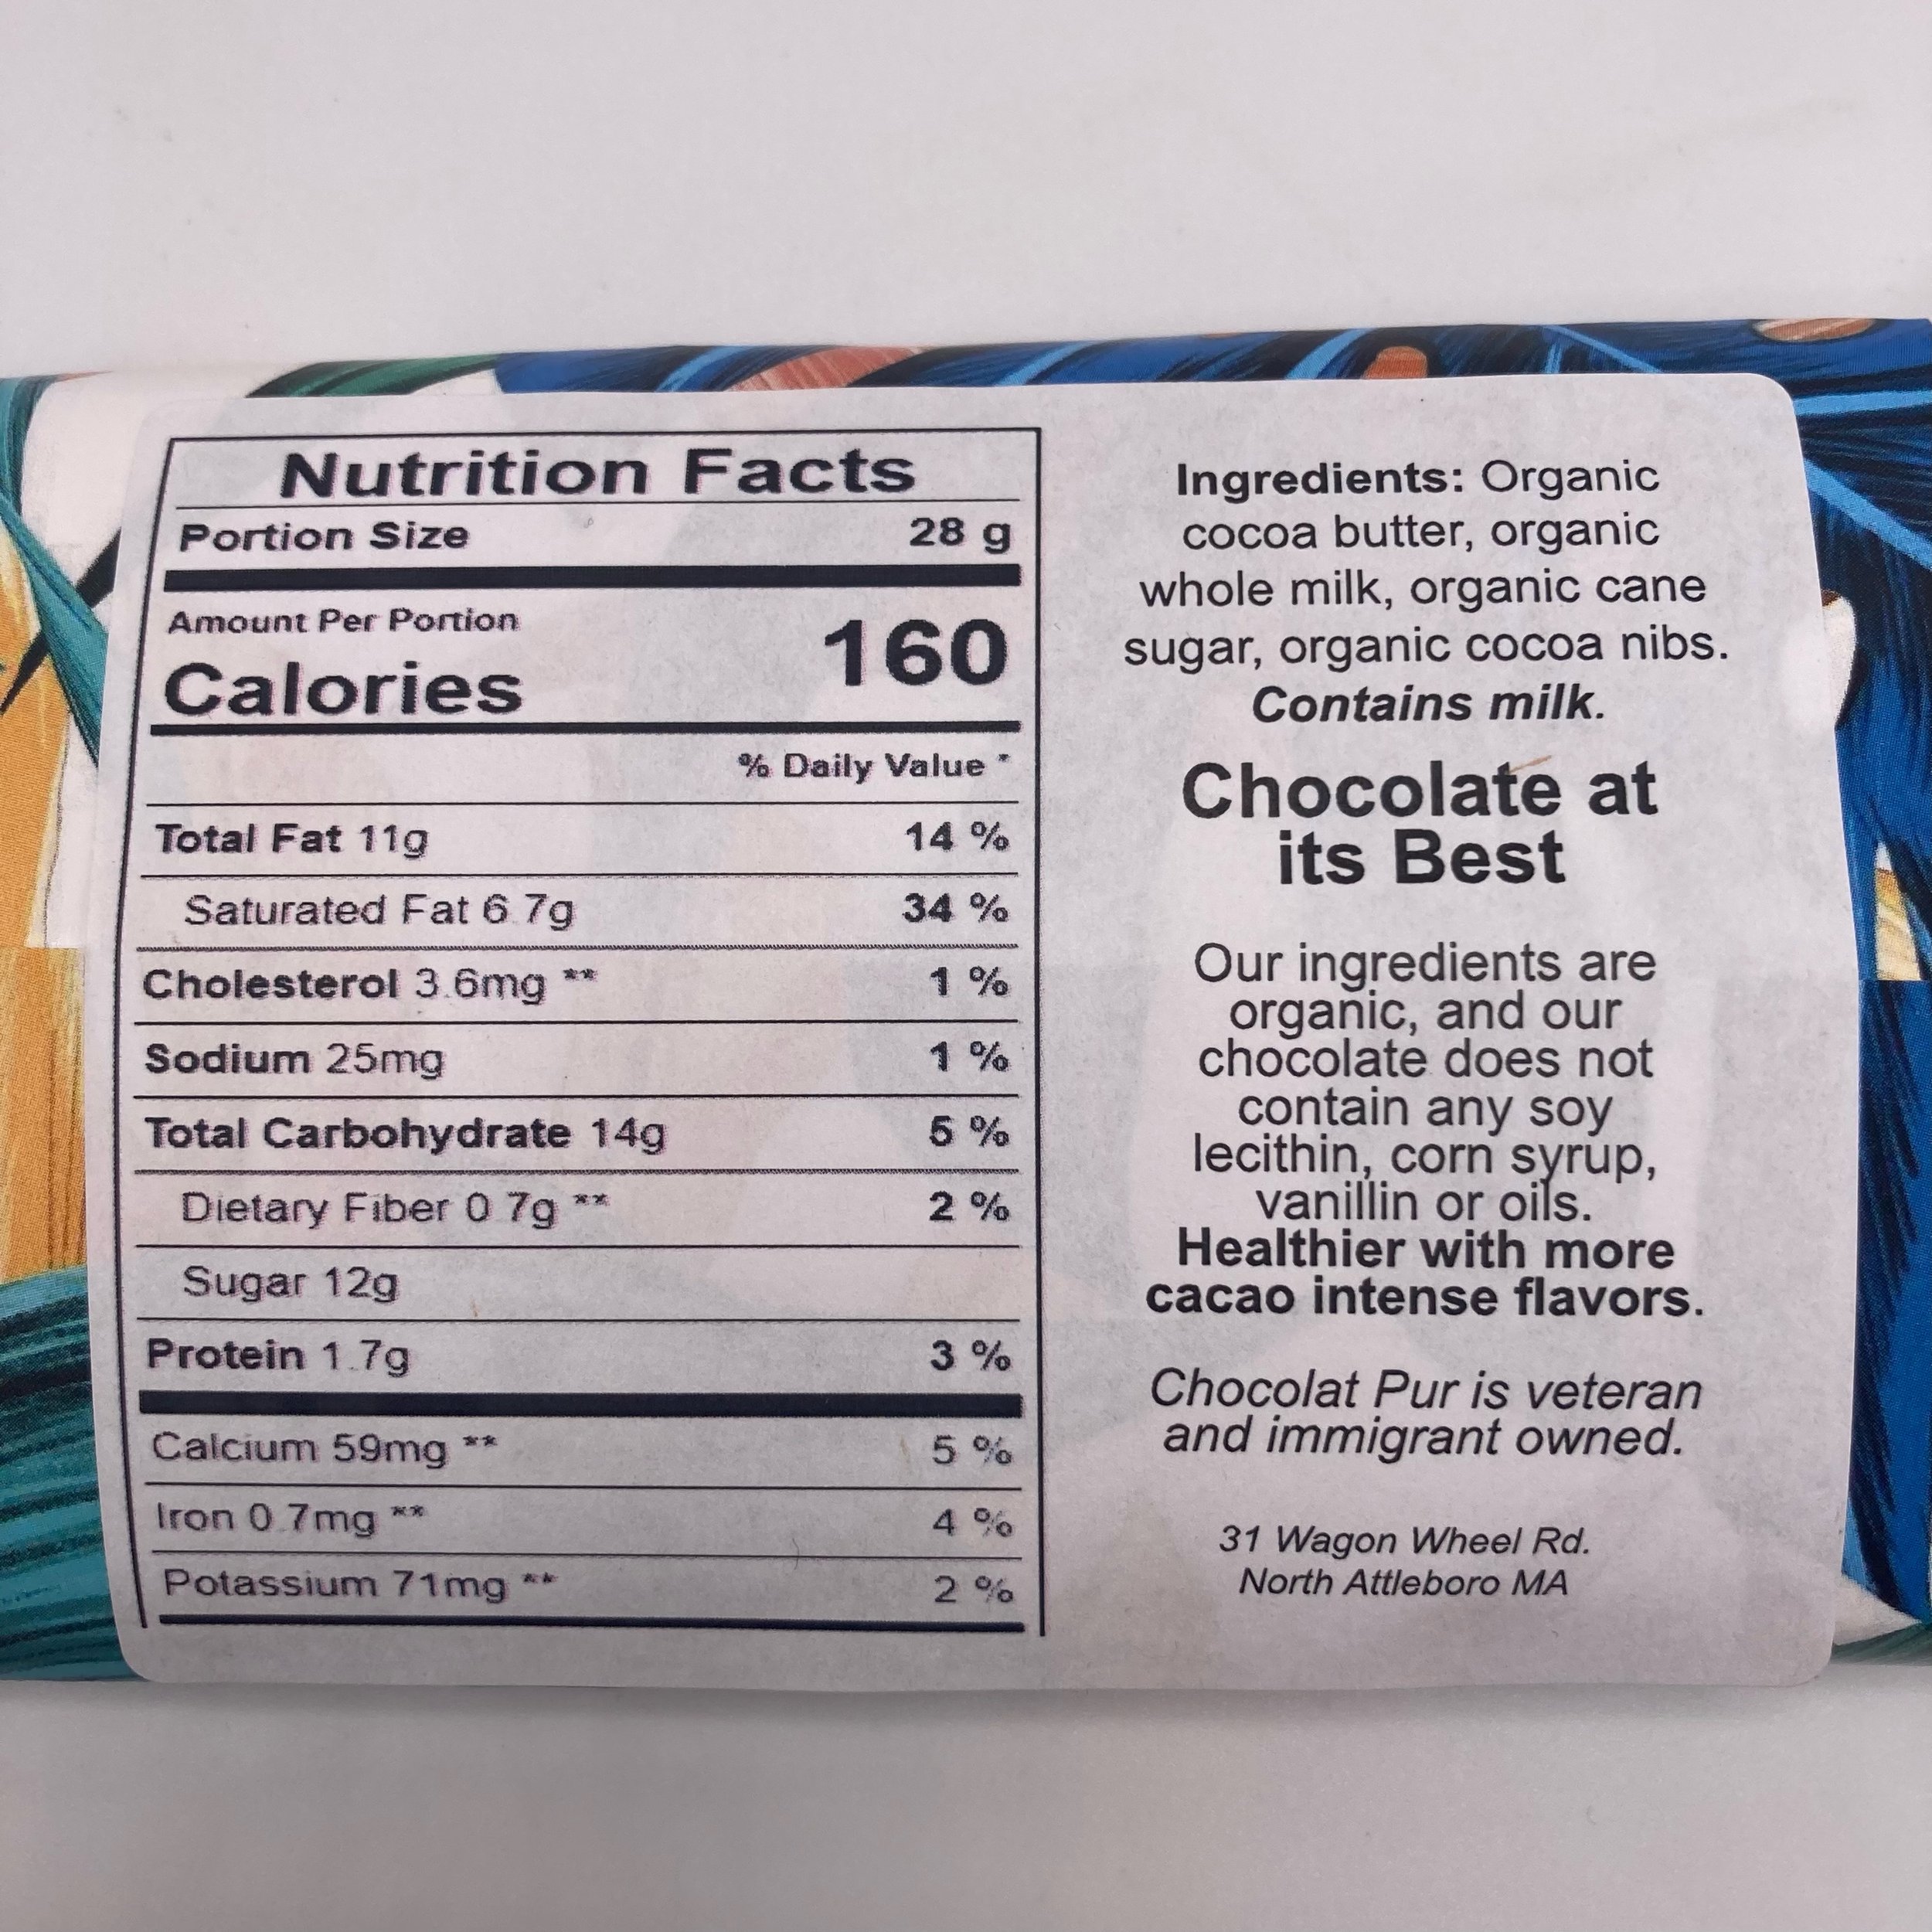 Nutrition Facts
Portion Size 28 g
Amount Per Portion
Calories 160
% Daily Value *
Total Fat 11g 14 %
Saturated Fat 6.7g 34 %
Cholesterol 3.6mg ** 1 %
Sodium 25mg 1 %
Total Carbohydrate 14g 5 %
Dietary Fiber 0.7g ** 2 %
Sugar 12g
Protein 1.7g 3 %
Calcium 59mg ** 5 %
Iron 0.7mg ** 4 %
Potassium 71mg ** 2 %
Ingredients: Organic
cocoa butter, organic
whole milk, organic cane
sugar, organic cocoa nibs.
Contains milk.
Chocolate at
its Best
Our ingredients are
organic, and our
chocolate does not
contain any soy
lecithin, corn syrup,
vanillin or oils.
Healthier with more
cacao intense flavors.
Chocolat Pur is veteran
and immigrant owned.
31 Wagon Wheel Rd.
North Attleboro MA